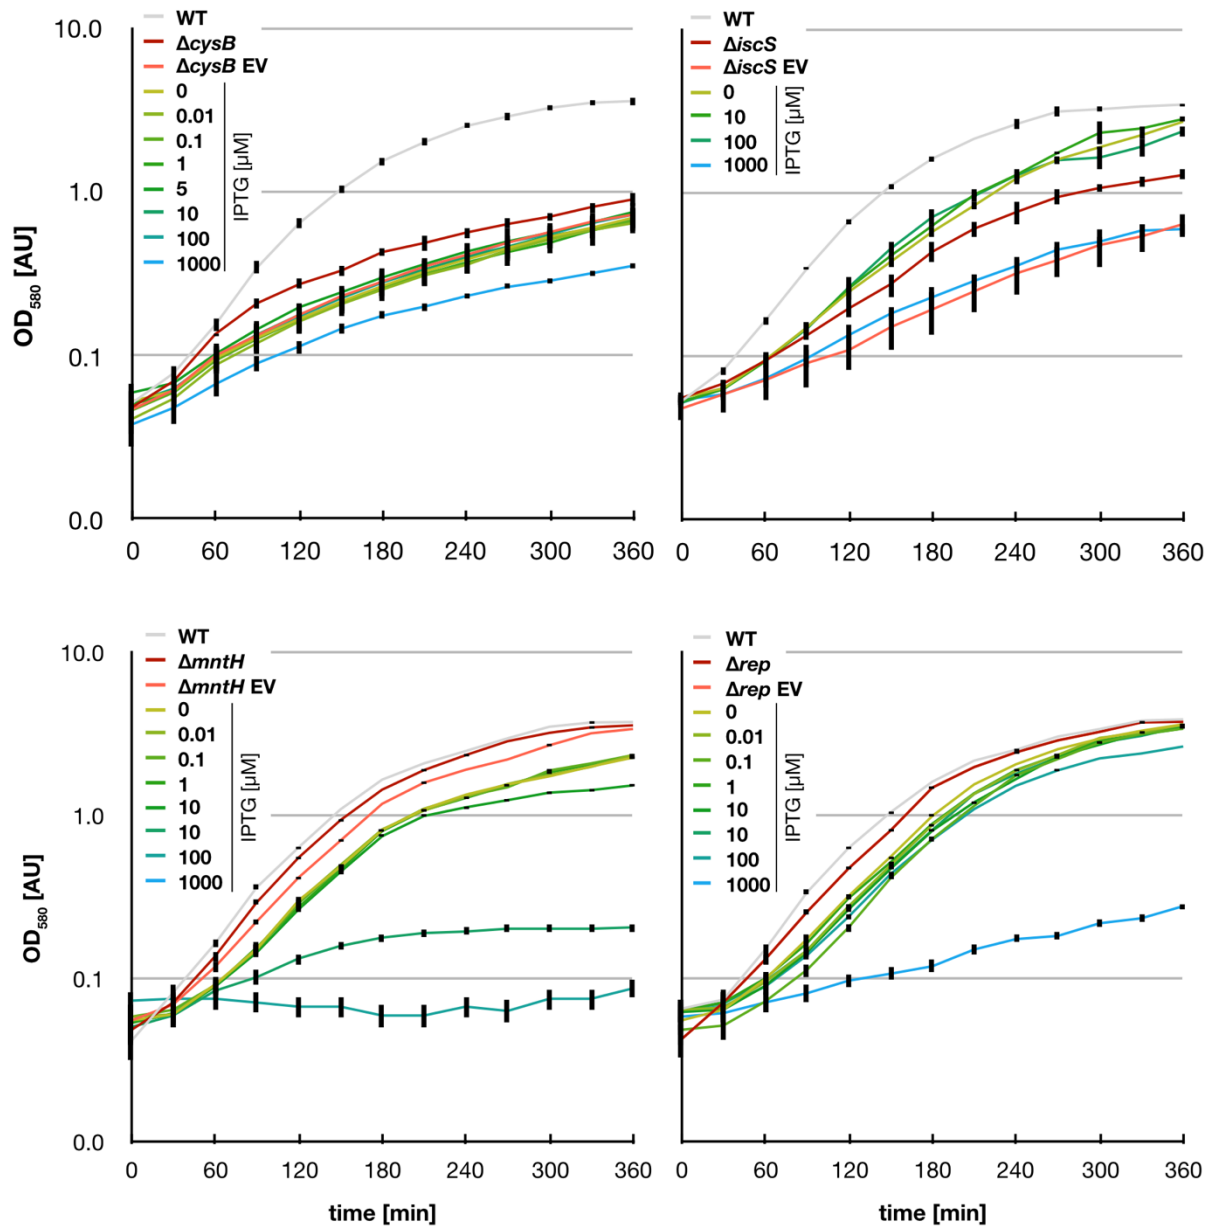 10.0
1.0
0.1
0.0
OD580 [AU]
WT
ΔcysB
ΔcysB EV
0
0.01
0.1
1
5
10
100
1000
IPTG [µM]
0 60 120 180 240 300 360
WT
ΔiscS
ΔiscS EV
0
10
100
1000
IPTG [µM]
0 60 120 180 240 300 360
10.0
1.0
0.1
0.0
OD580 [AU]
WT
ΔmntH
ΔmntH EV
0
0.01
0.1
1
10
10
100
1000
IPTG [µM]
0 60 120 180 240 300 360
time [min]
WT
Δrep
Δrep EV
0
0.01
0.1
1
10
10
100
1000
IPTG [µM]
0 60 120 180 240 300 360
time [min]